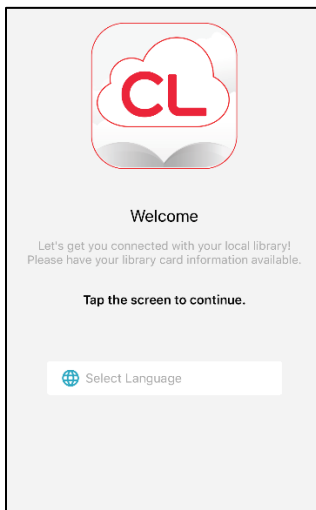 CL
Welcome
Let's get you connected with your local library!
Please have your library card information available.
Tap the screen to continue.
Select Language